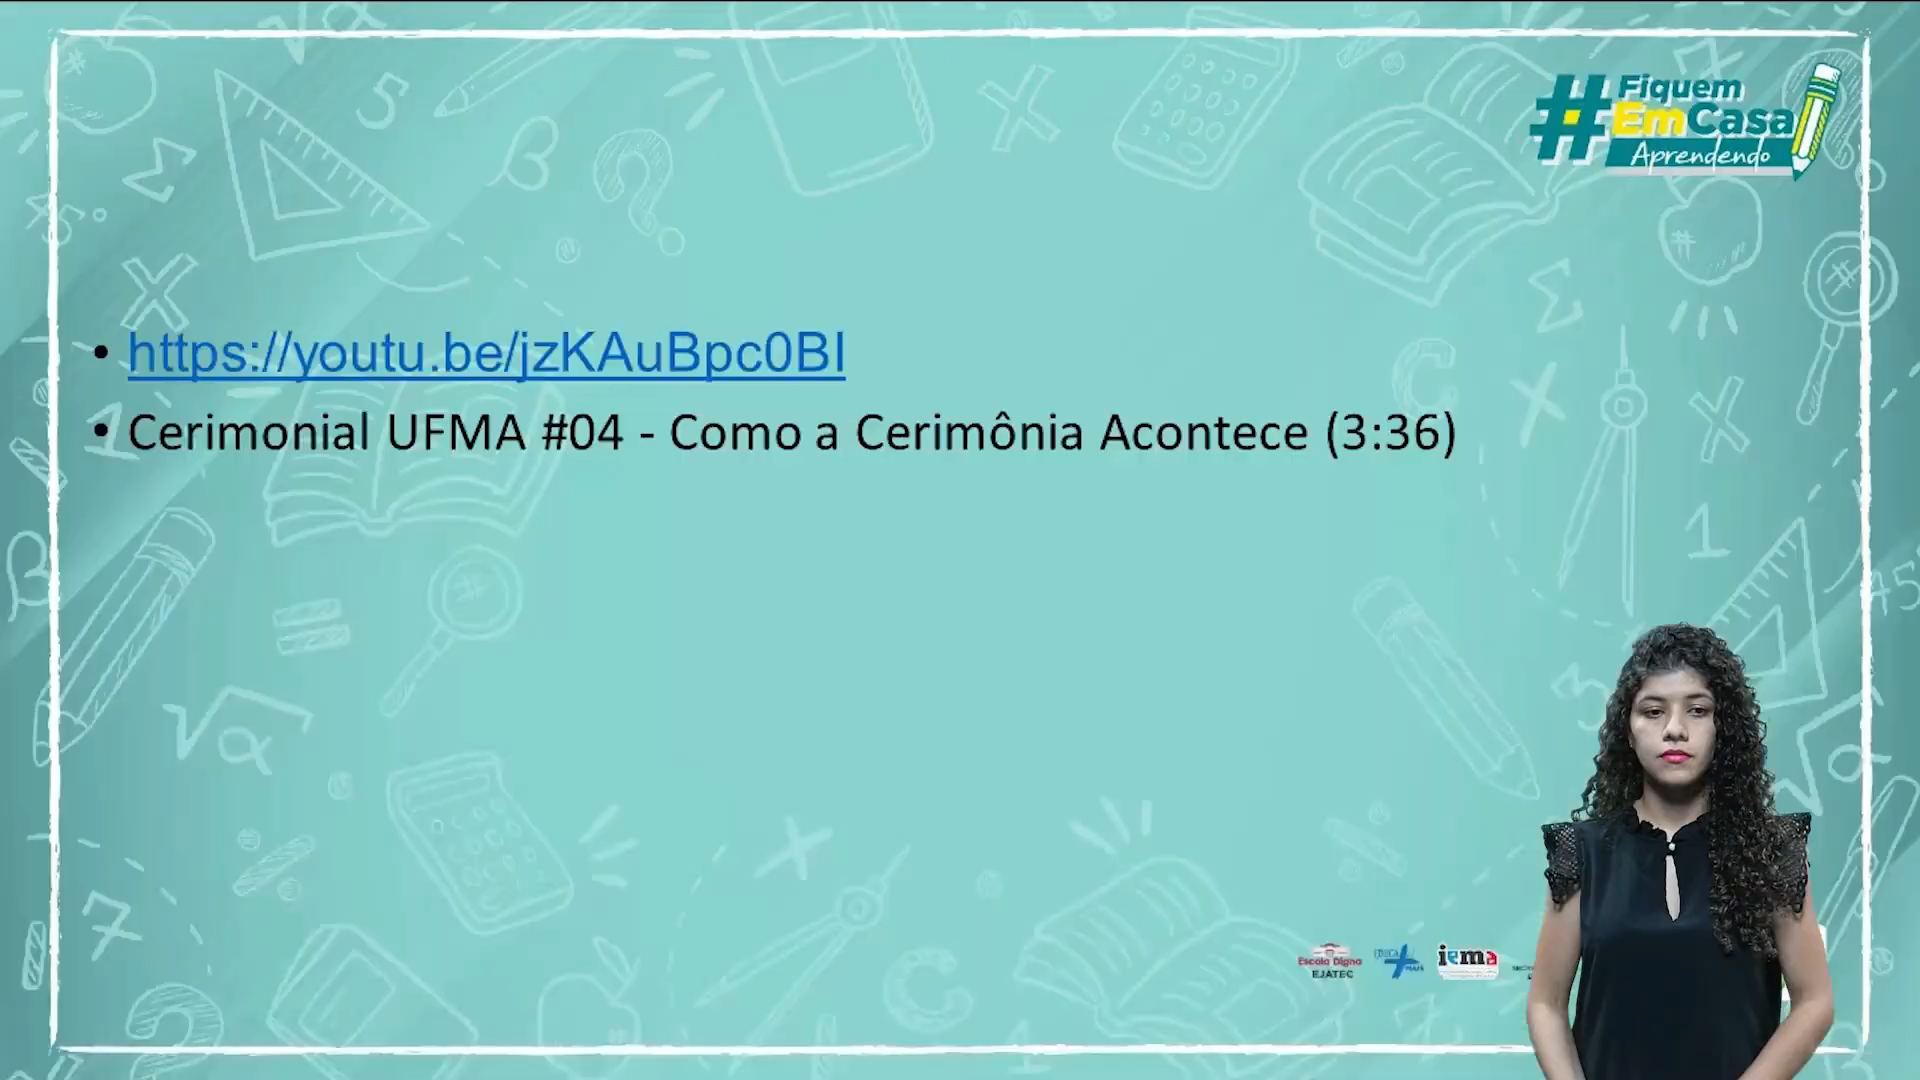 #Fiquem
EmCasa
Aprendendo
• https://youtu.be/jzKAuBpc0BI
• Cerimonial UFMA #04 - Como a Cerimônia Acontece (3:36)
Escola Digna
EJATEC
MAIS
iema